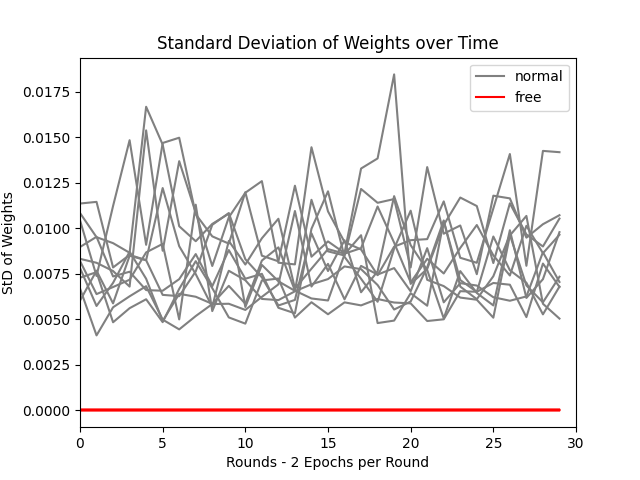 Standard Deviation of Weights over Time
normal
free
StD of Weights
0.0175
0.0150
0.0125
0.0100
0.0075
0.0050
0.0025
0.0000
0 5 10 15 20 25 30
Rounds - 2 Epochs per Round